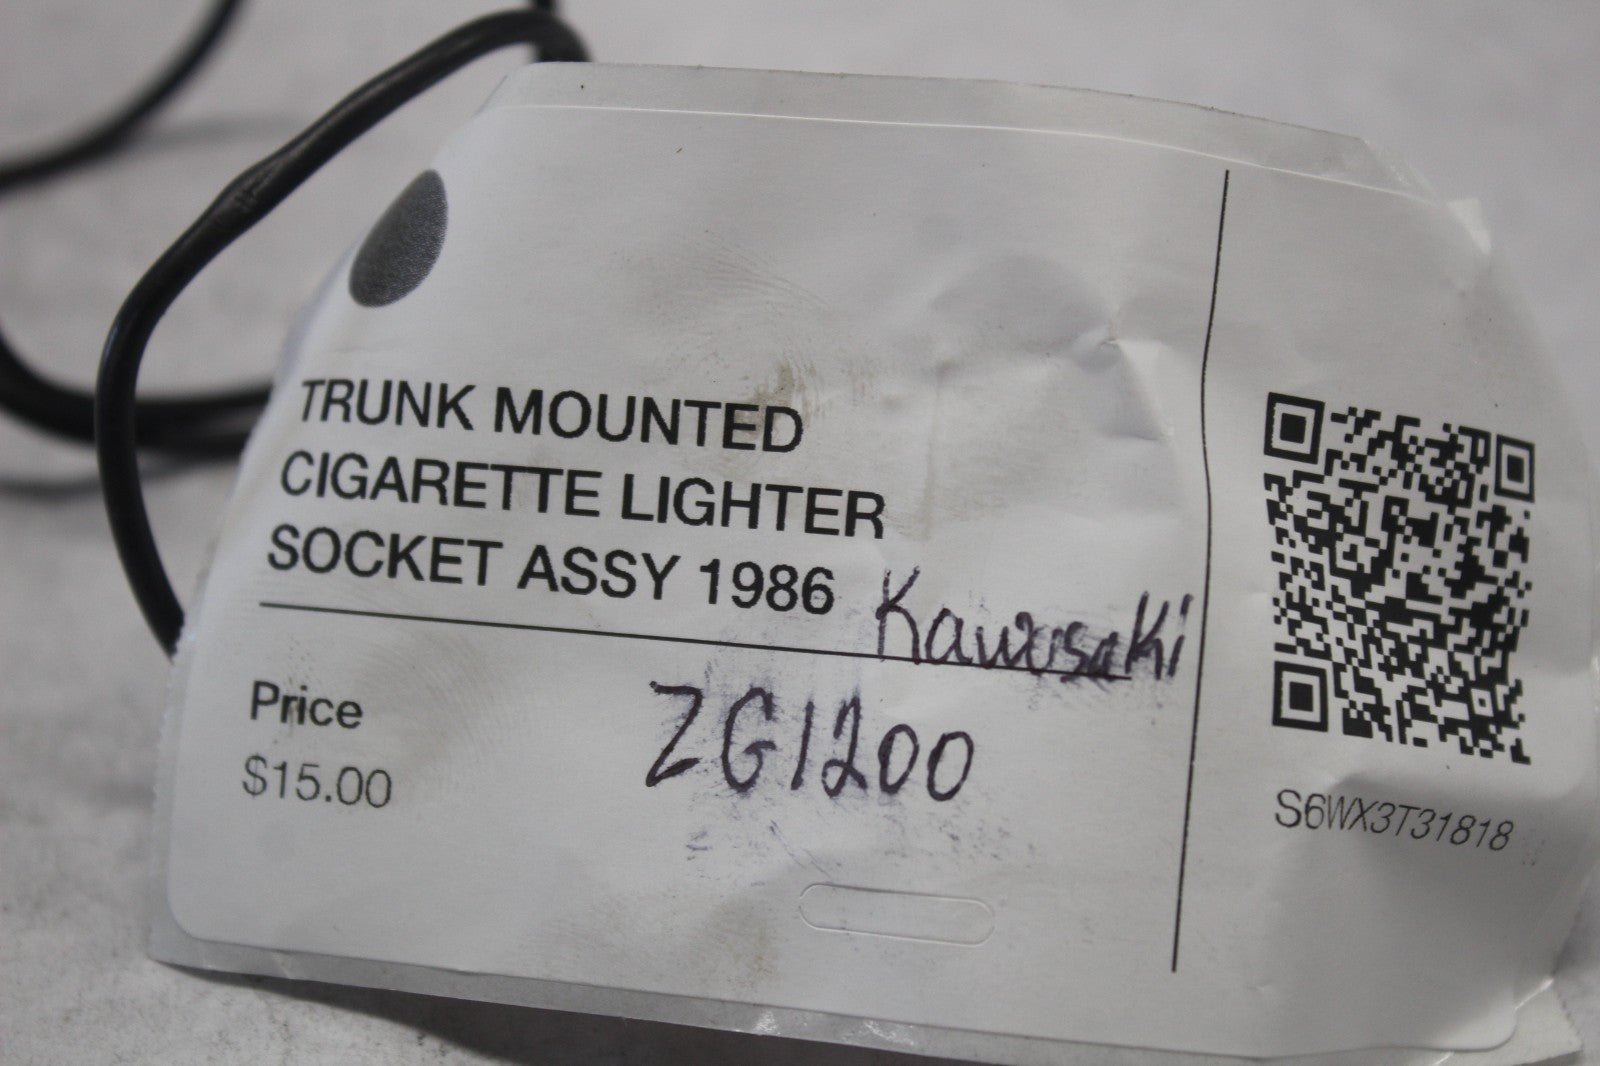 TRUNK MOUNTED
CIGARETTE LIGHTER
SOCKET ASSY 1986 Kawasaki
Price
$15.00
ZG1200
S6WX3T31818